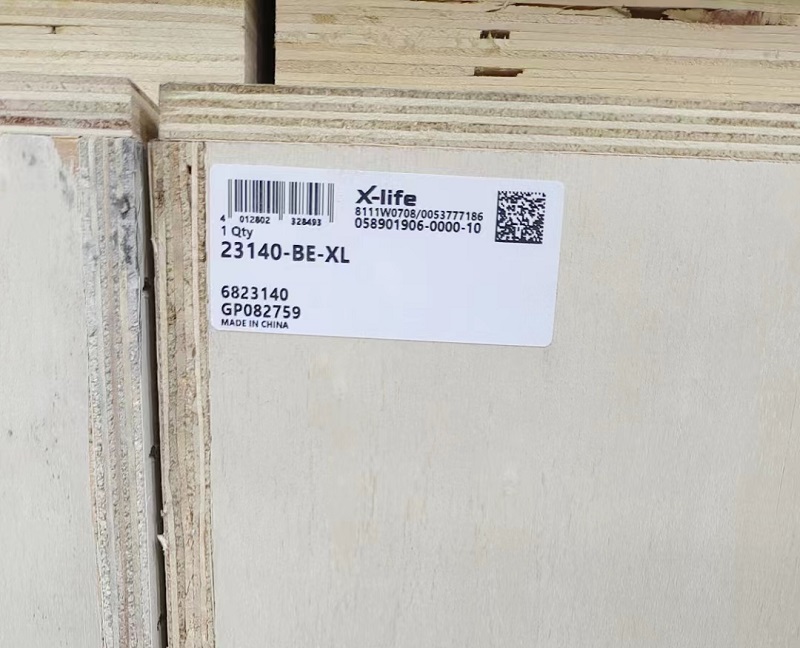 4 012802 328493
X-life
8111W0708/0053777186
058901906-0000-10
1 Qty
23140-BE-XL
6823140
GP082759
MADE IN CHINA